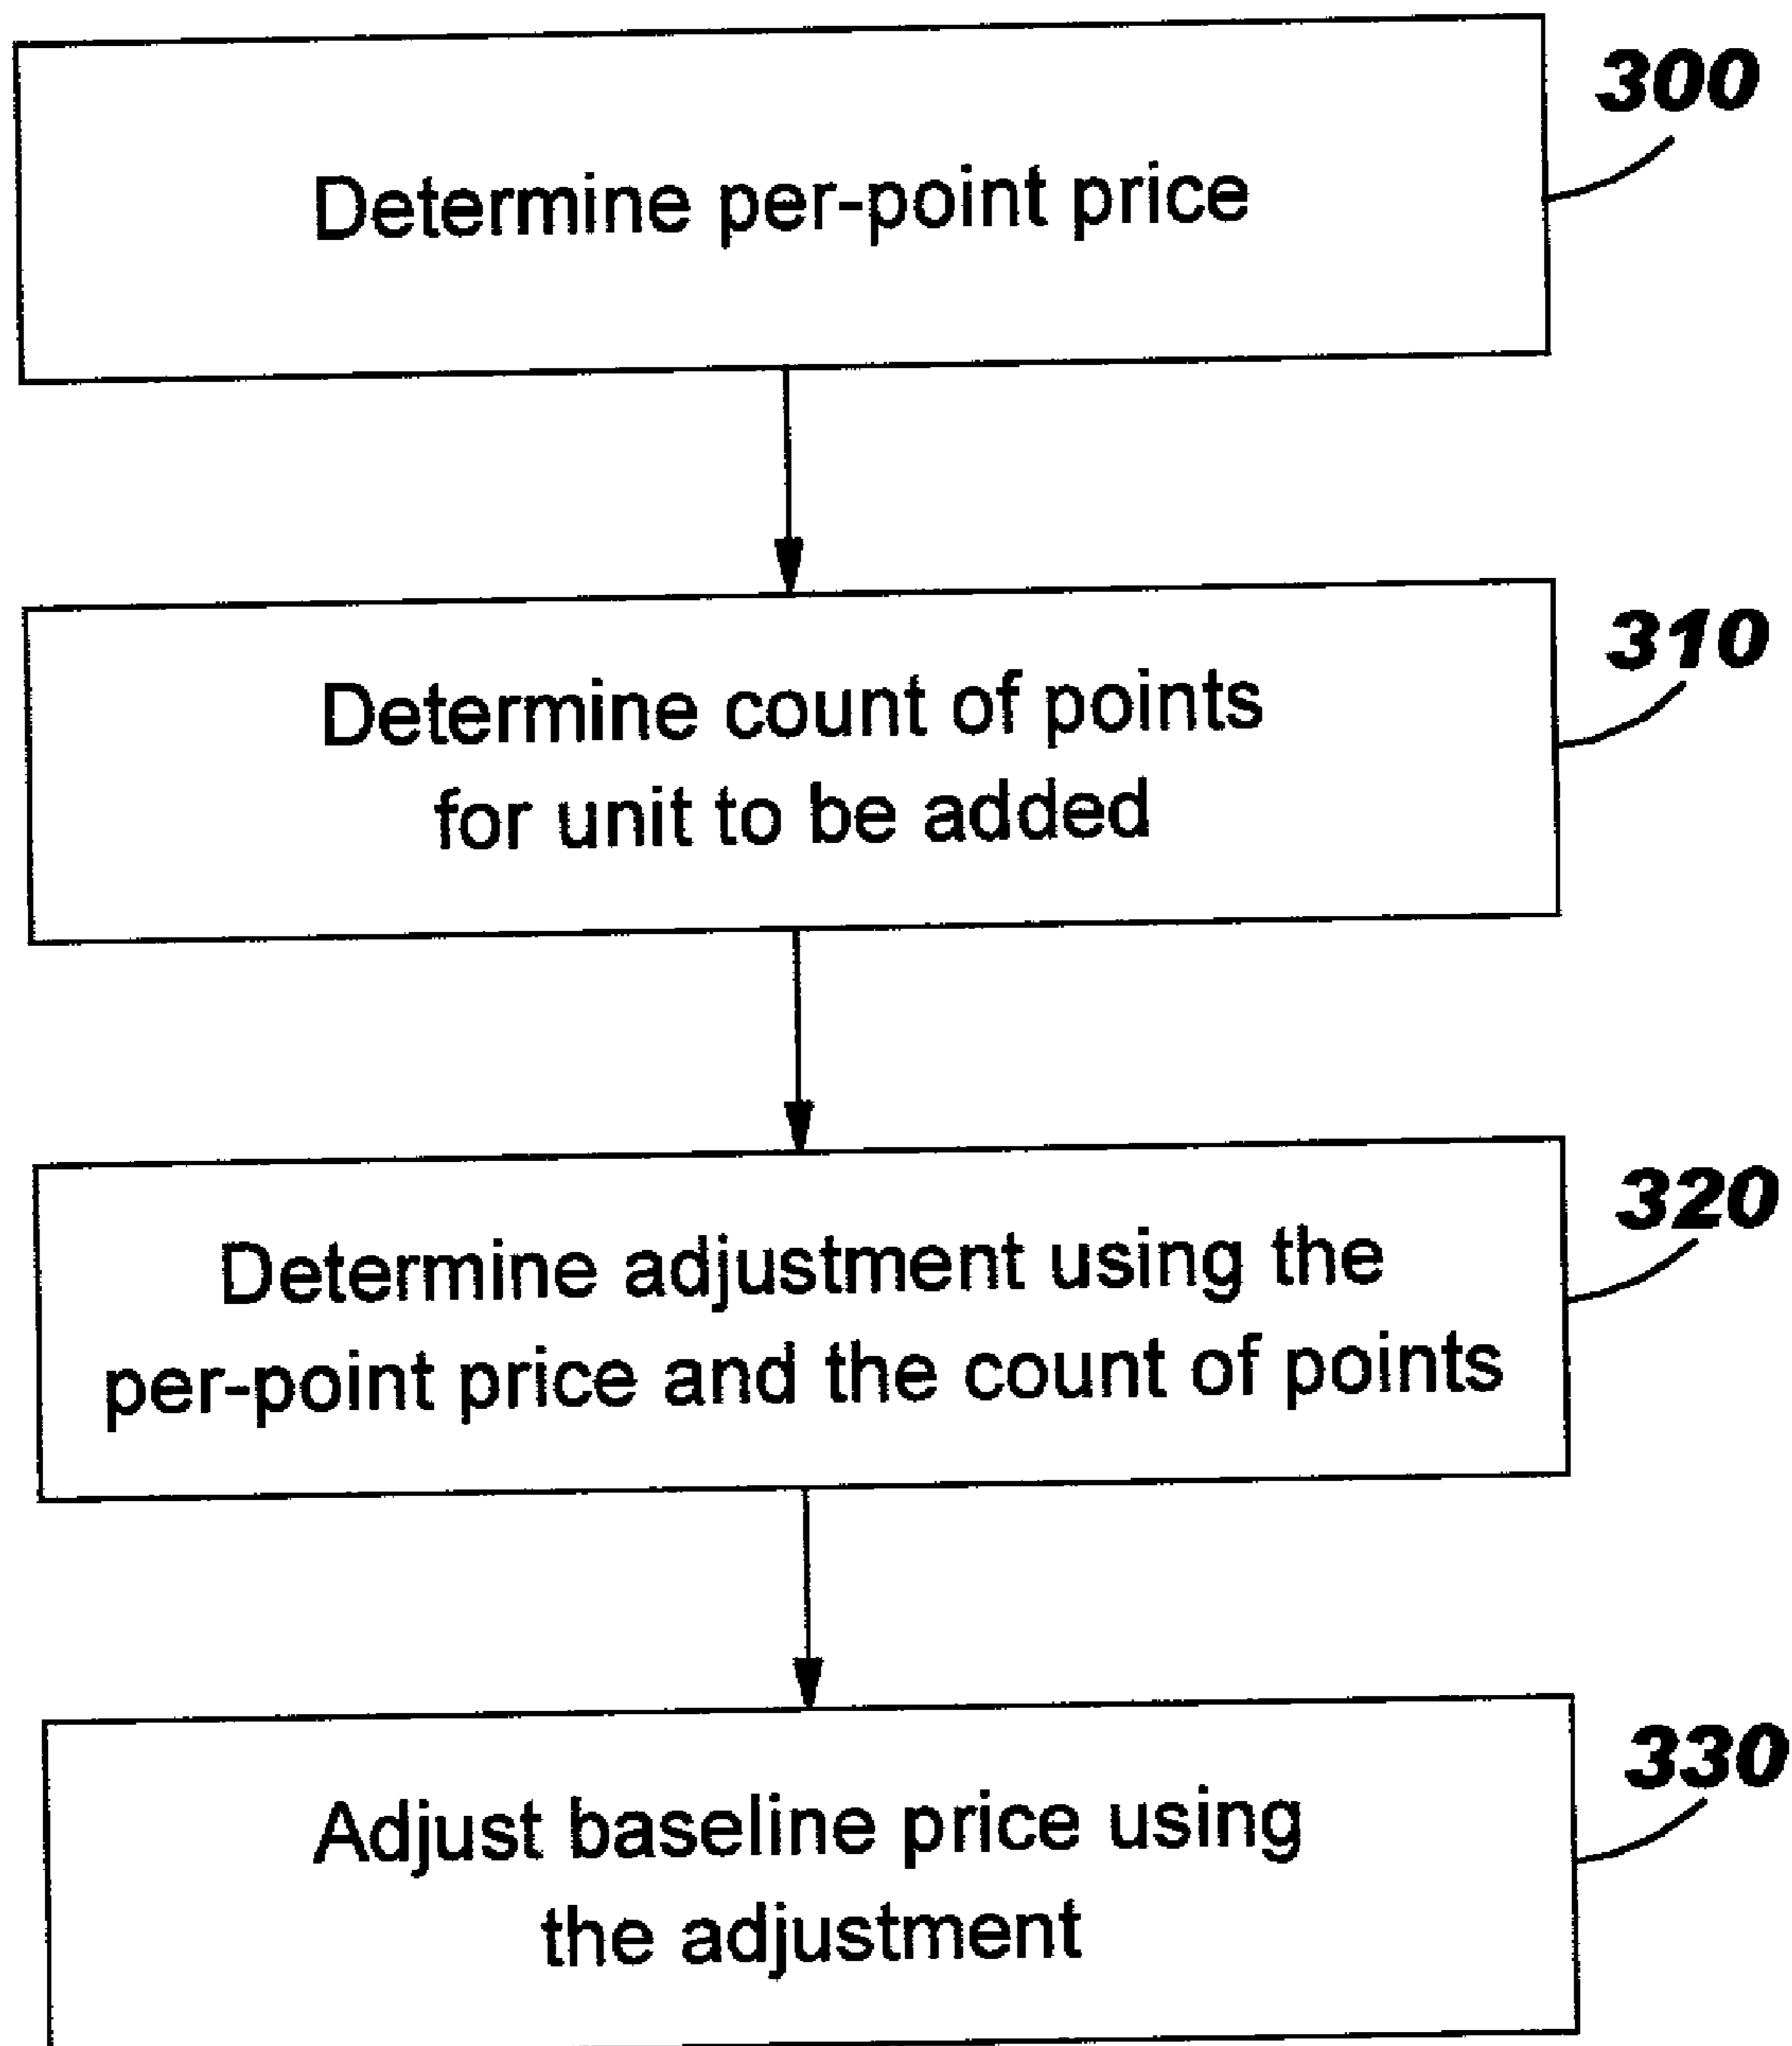 300
Determine per-point price
310
Determine count of points
for unit to be added
320
Determine adjustment using the
per-point price and the count of points
330
Adjust baseline price using
the adjustment